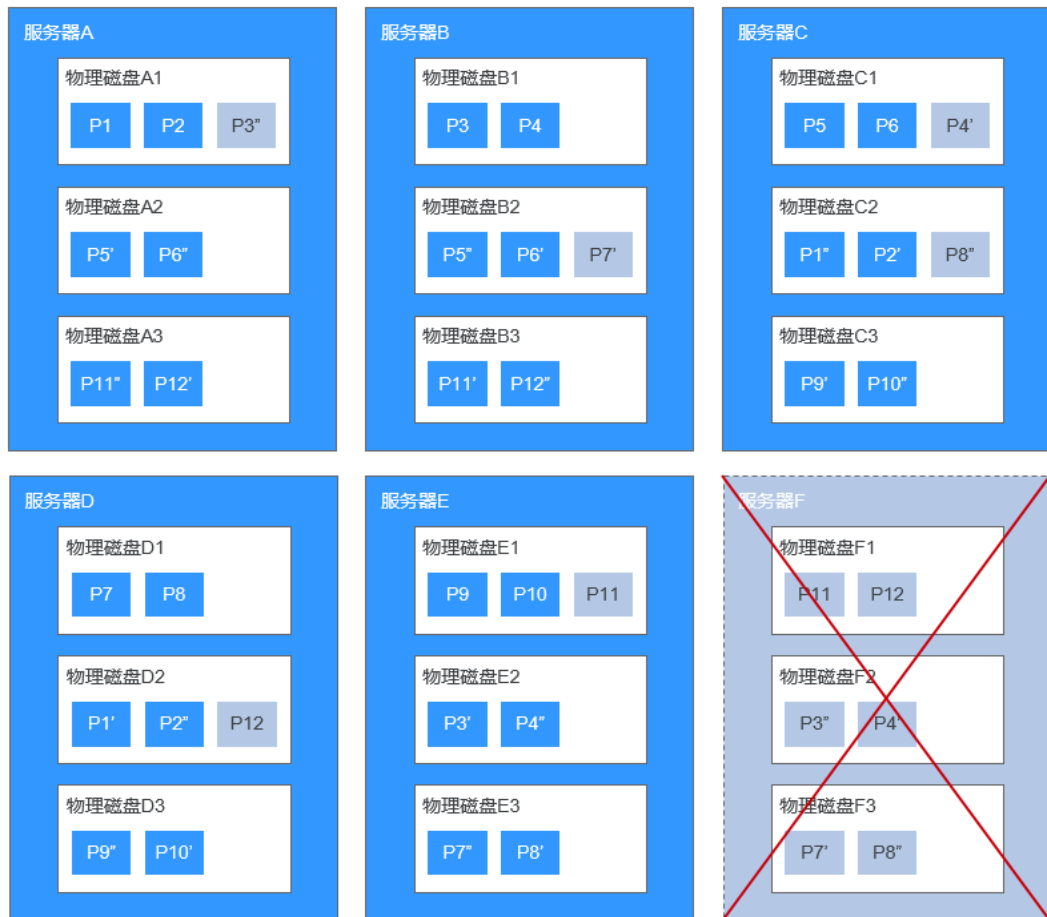 服务器A
物理磁盘A1
P1 P2 P3”
物理磁盘A2
P5’ P6”
物理磁盘A3
P11” P12’
服务器B
物理磁盘B1
P3 P4
物理磁盘B2
P5” P6’ P7’
物理磁盘B3
P11’ P12”
服务器C
物理磁盘C1
P5 P6 P4’
物理磁盘C2
P1” P2’ P8”
物理磁盘C3
P9’ P10”
服务器D
物理磁盘D1
P7 P8
物理磁盘D2
P1’ P2” P12
物理磁盘D3
P9” P10’
服务器E
物理磁盘E1
P9 P10 P11
物理磁盘E2
P3’ P4”
物理磁盘E3
P7” P8’
服务器F
物理磁盘F1
P11 P12
物理磁盘F2
P3” P4’
物理磁盘F3
P7’ P8”